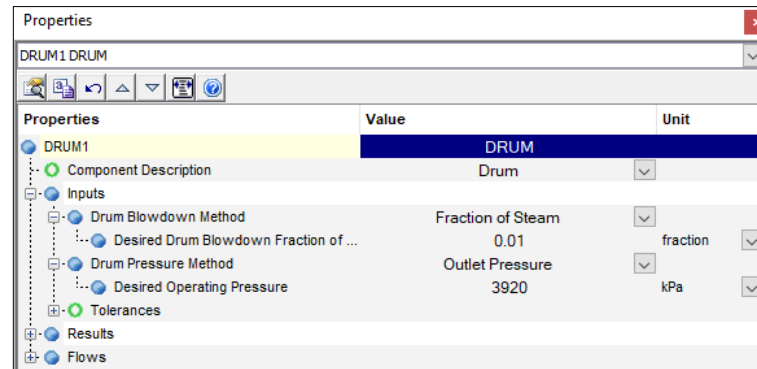 Properties
DRUM1 DRUM
Properties Value Unit
DRUM1 DRUM
Component Description Drum
Inputs
Drum Blowdown Method Fraction of Steam
Desired Drum Blowdown Fraction of ... 0.01 fraction
Drum Pressure Method Outlet Pressure
Desired Operating Pressure 3920 kPa
Tolerances
Results
Flows